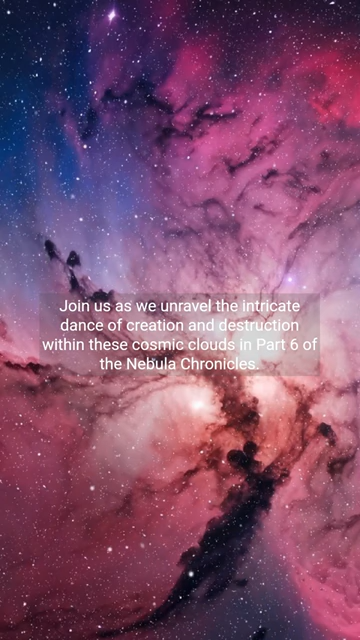 Join us as we unravel the intricate
dance of creation and destruction
within these cosmic clouds in Part 6 of
the Nebula Chronicles.